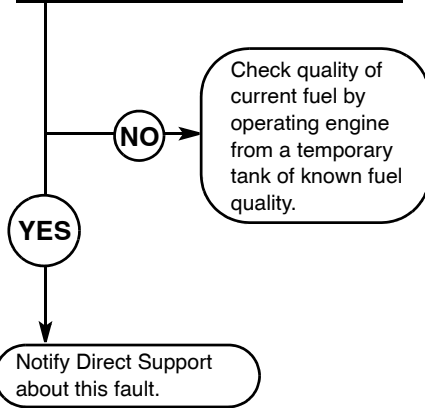 Check quality of
current fuel by
operating engine
from a temporary
tank of known fuel
quality.
NO
YES
Notify Direct Support
about this fault.